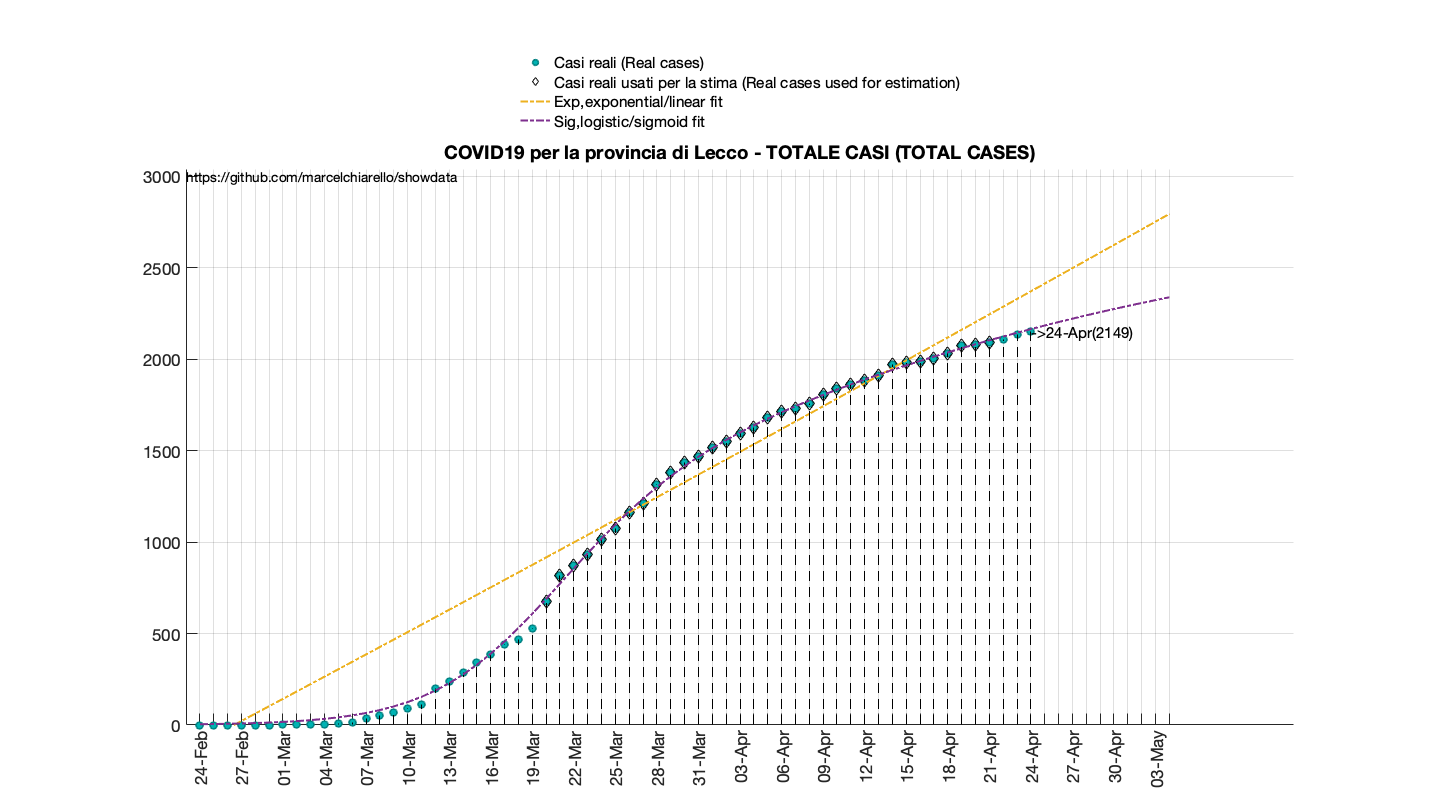 Casi reali (Real cases)
Casi reali usati per la stima (Real cases used for estimation)
Exp,exponential/linear fit
Sig,logistic/sigmoid fit
COVID19 per la provincia di Lecco - TOTALE CASI (TOTAL CASES)
https://github.com/marcelchiarello/showdata
3000
2500
2000
1500
1000
500
0
->24-Apr(2149)
24-Feb
27-Feb
01-Mar
04-Mar
07-Mar
10-Mar
13-Mar
16-Mar
19-Mar
22-Mar
25-Mar
28-Mar
31-Mar
03-Apr
06-Apr
09-Apr
12-Apr
15-Apr
18-Apr
21-Apr
24-Apr
27-Apr
30-Apr
03-May